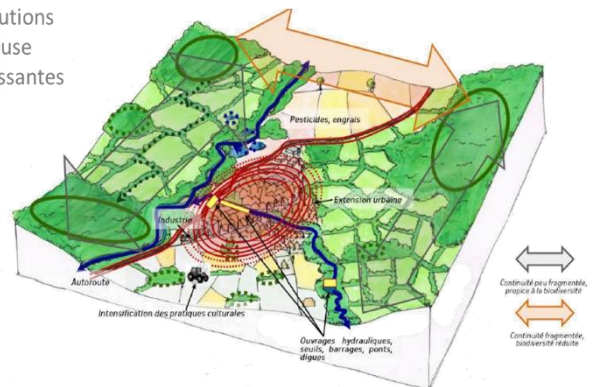 utions
use
ssantes
Pesticides, engrais
Extension urbaine
Industrie
Autoroute
Intensification des pratiques culturales
Ouvrages hydrauliques,
seuils, barrages, ponts,
digues
Continuité peu fragmentée,
propice à la biodiversité
Continuité fragmentée,
biodiversité réduite